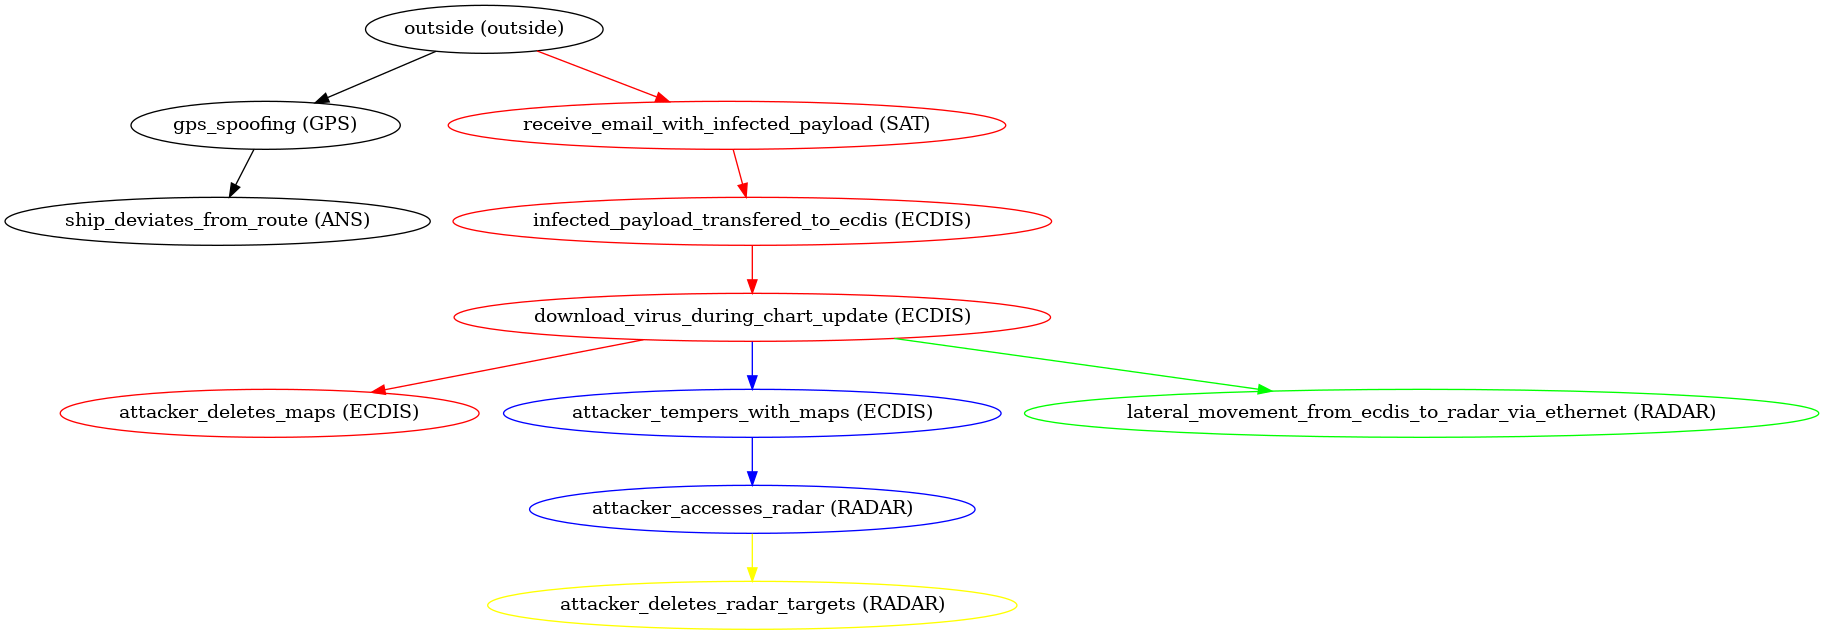 outside (outside)
gps_spoofing (GPS)
receive_email_with_infected_payload (SAT)
ship_deviates_from_route (ANS)
infected_payload_transfered_to_ecdis (ECDIS)
download_virus_during_chart_update (ECDIS)
attacker_deletes_maps (ECDIS)
attacker_tempers_with_maps (ECDIS)
lateral_movement_from_ecdis_to_radar_via_ethernet (RADAR)
attacker_accesses_radar (RADAR)
attacker_deletes_radar_targets (RADAR)